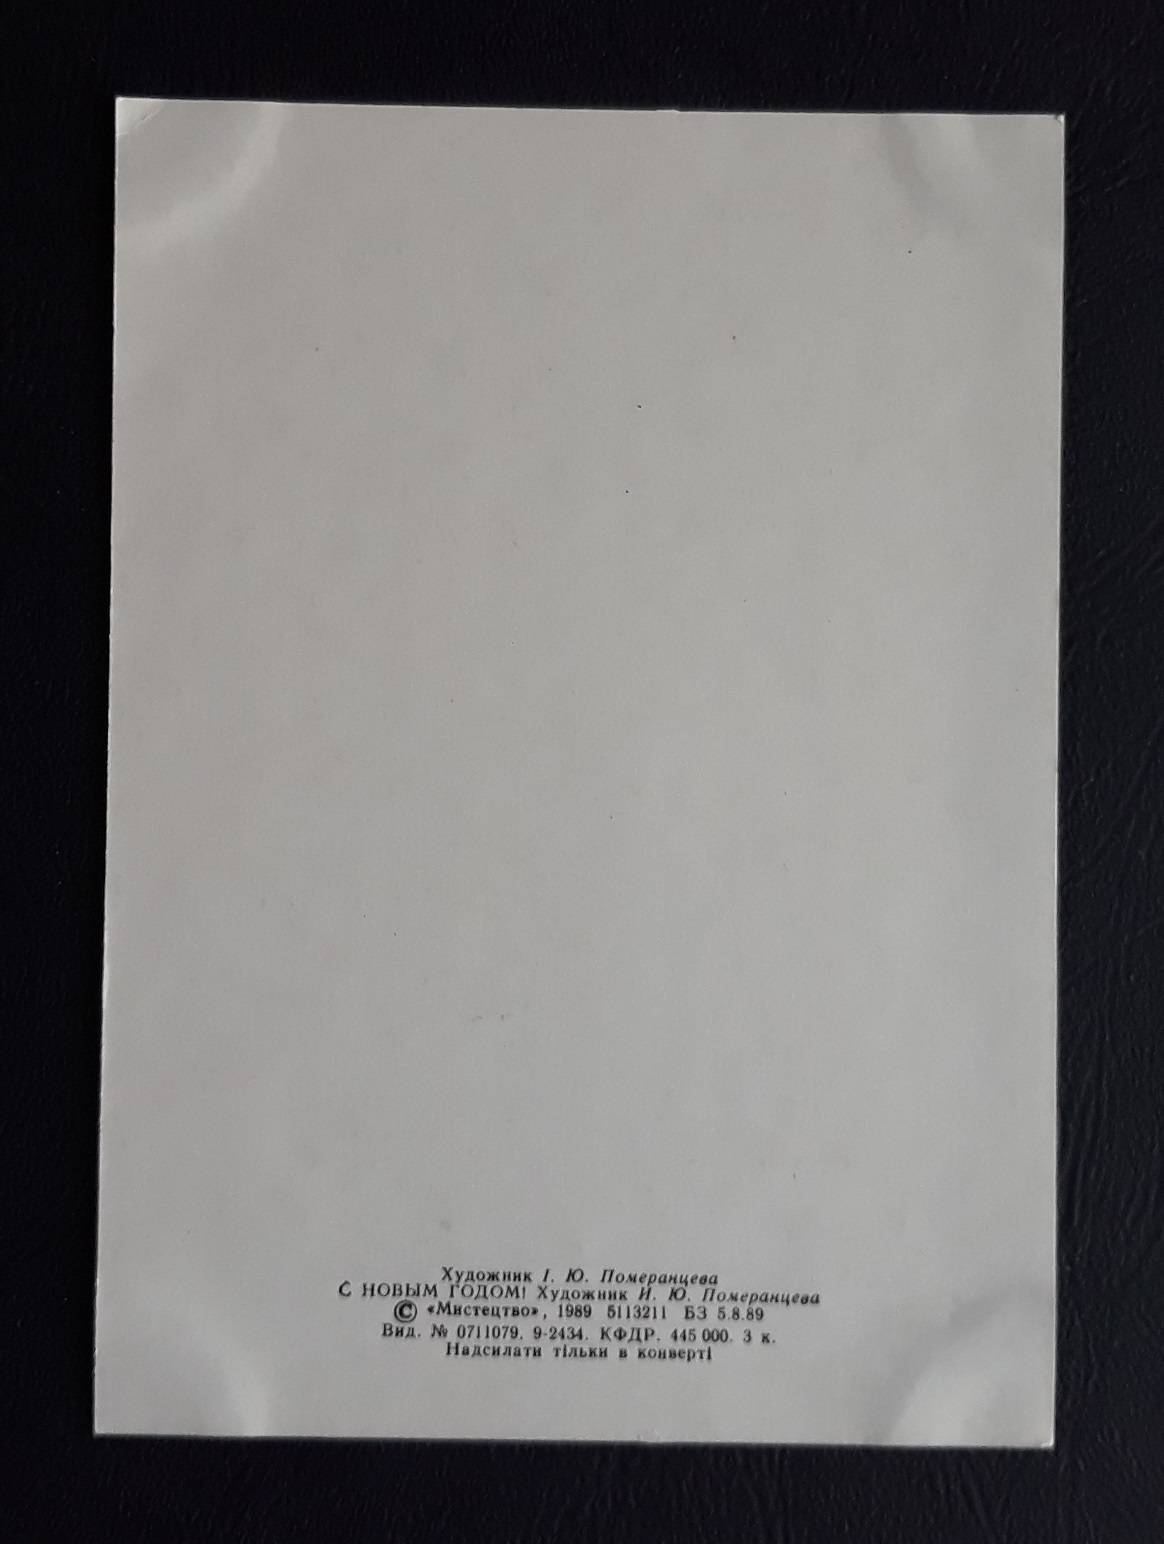 Художник І. Ю. Померанцева
С НОВЫМ ГОДОМ! Художник И. Ю. Померанцева
© «Мистецтво», 1989 5113211 БЗ 5.8.89
Вид. № 0711079. 9-2434. КФДР. 445 000. 3 к.
Надсилати тільки в конверті